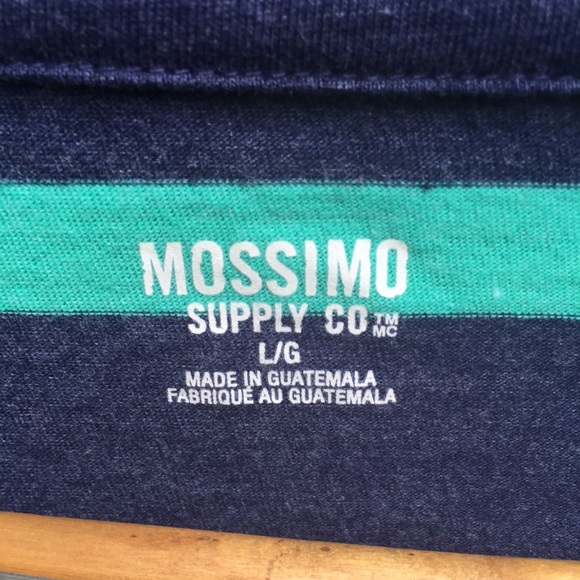 MOSSIMO
SUPPLY CO ™ MC
L/G
MADE IN GUATEMALA
FABRIQUÉ AU GUATEMALA